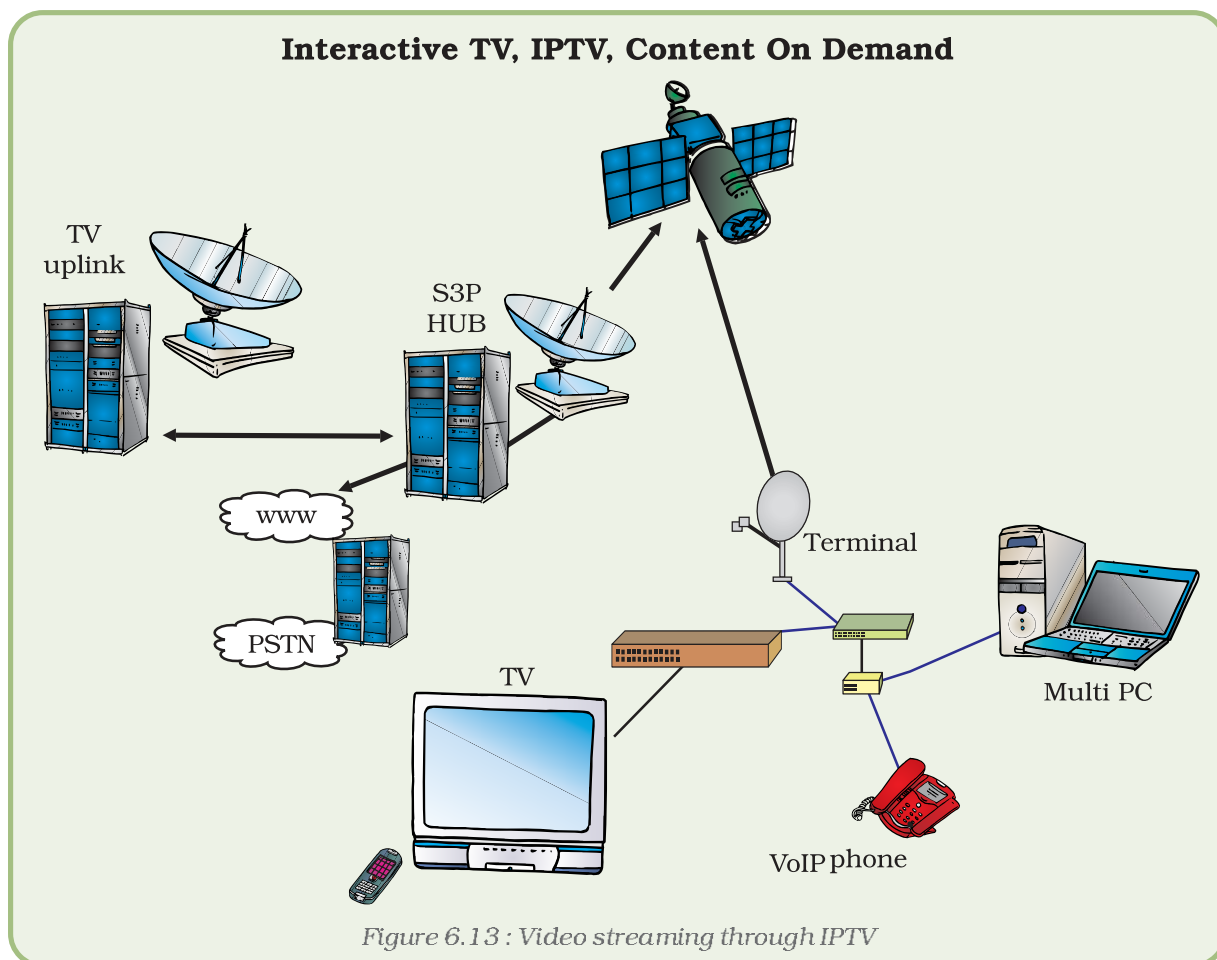 Interactive TV, IPTV, Content On Demand
TV
uplink
S3P
HUB
www
Terminal
PSTN
TV
Multi PC
VoIP phone
Figure 6.13 : Video streaming through IPTV